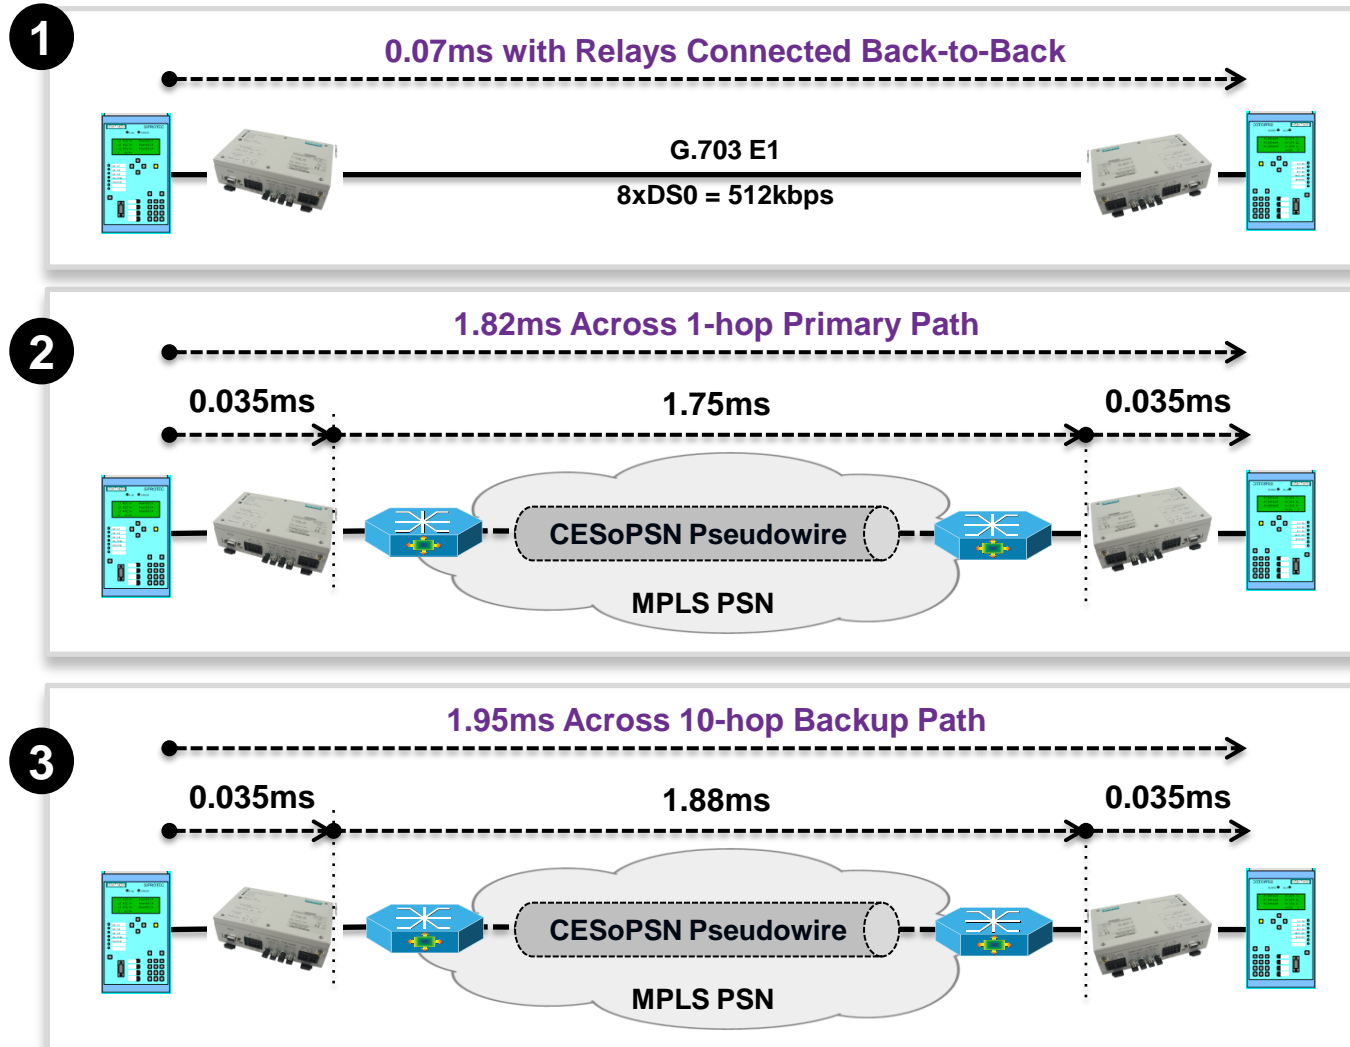 1
0.07ms with Relays Connected Back-to-Back
G.703 E1
8xDS0 = 512kbps
2
1.82ms Across 1-hop Primary Path
0.035ms
1.75ms
0.035ms
CESoPSN Pseudowire
MPLS PSN
3
1.95ms Across 10-hop Backup Path
0.035ms
1.88ms
0.035ms
CESoPSN Pseudowire
MPLS PSN